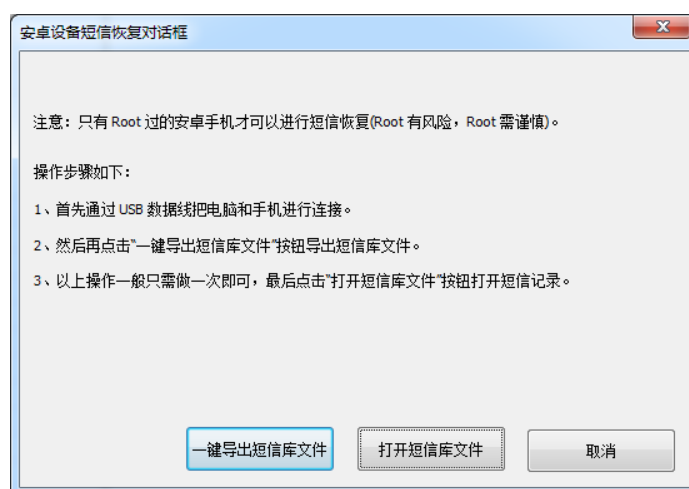 安卓设备短信恢复对话框
注意：只有 Root 过的安卓手机才可以进行短信恢复(Root 有风险，Root 需谨慎)。
操作步骤如下：
1、首先通过 USB 数据线把电脑和手机进行连接。
2、然后再点击“一键导出短信库文件”按钮导出短信库文件。
3、以上操作一般只需做一次即可，最后点击“打开短信库文件”按钮打开短信记录。
一键导出短信库文件
打开短信库文件
取消